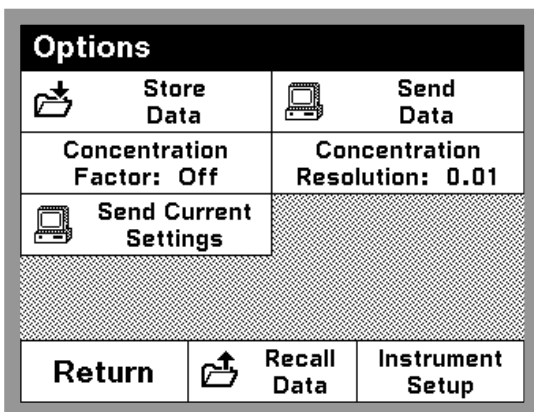 Options
Store
Data
Send
Data
Concentration
Factor: Off
Concentration
Resolution: 0.01
Send Current
Settings
Return
Recall
Data
Instrument
Setup